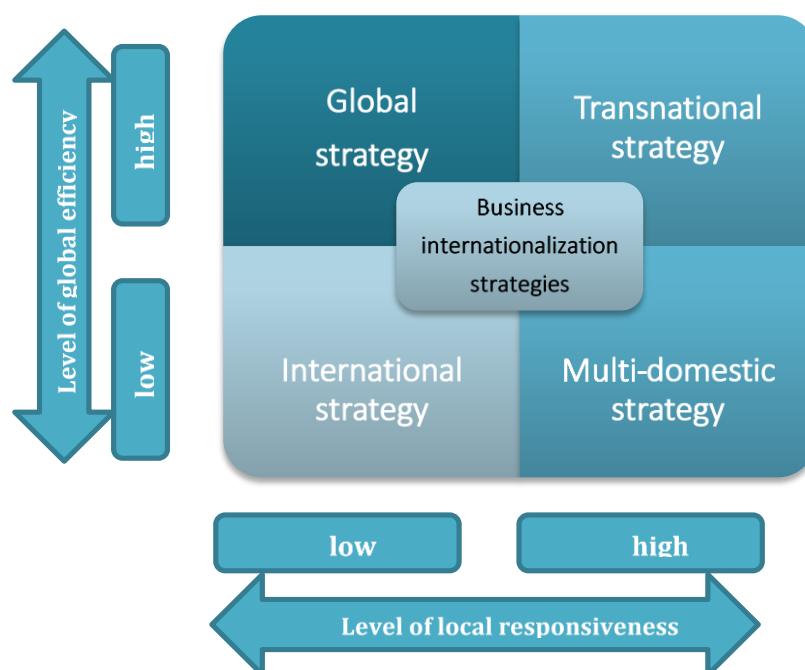 Level of global efficiency
high
low
Global
strategy
Transnational
strategy
Business
internationalization
strategies
International
strategy
Multi-domestic
strategy
low
high
Level of local responsiveness